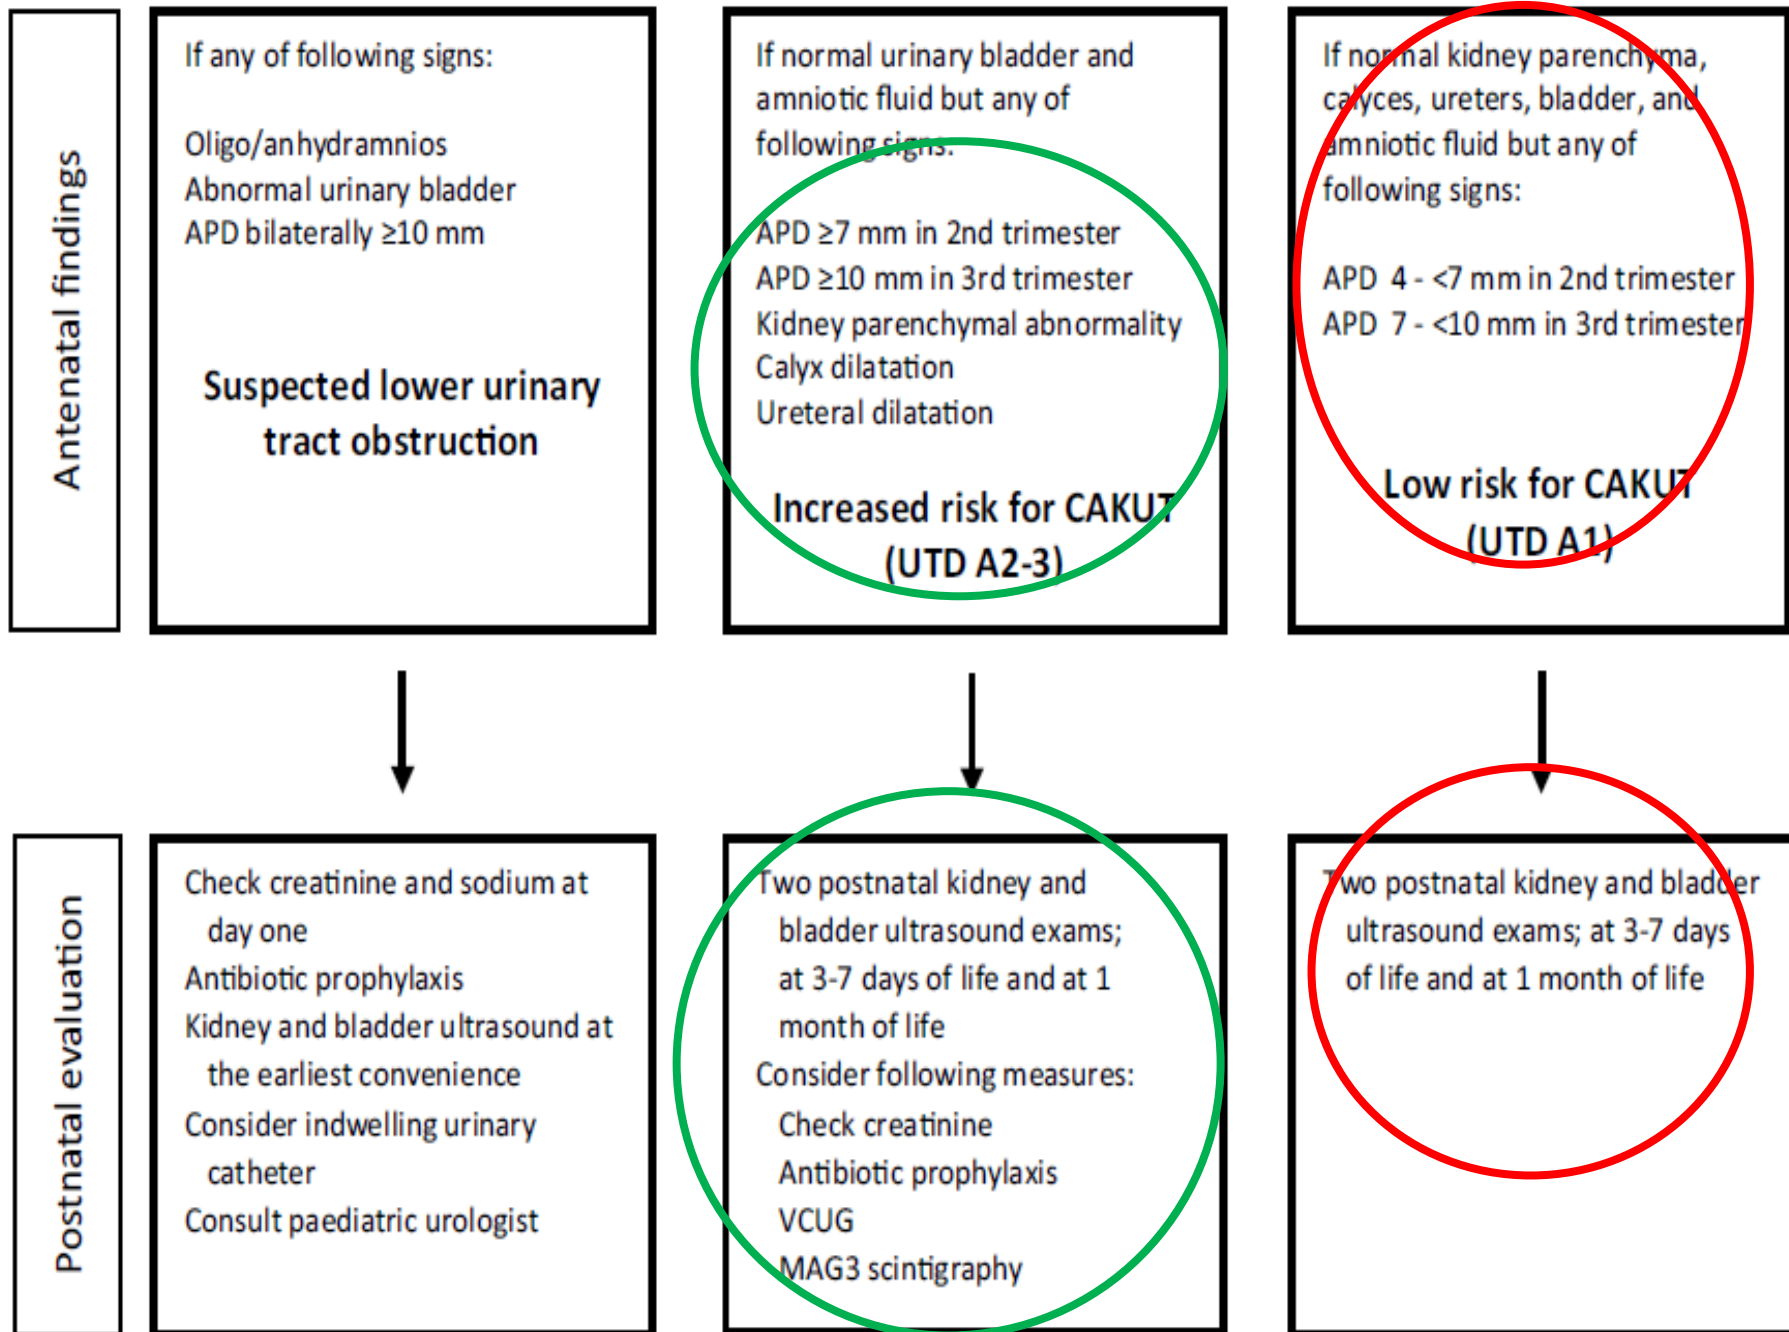 Antenatal findings
If any of following signs:
Oligo/anhydramnios
Abnormal urinary bladder
APD bilaterally ≥10 mm
Suspected lower urinary
tract obstruction
If normal urinary bladder and
amniotic fluid but any of
following signs:
APD ≥7 mm in 2nd trimester
APD ≥10 mm in 3rd trimester
Kidney parenchymal abnormality
Calyx dilatation
Ureteral dilatation
Increased risk for CAKUT
(UTD A2-3)
If normal kidney parenchyma,
calyces, ureters, bladder, and
amniotic fluid but any of
following signs:
APD 4 - <7 mm in 2nd trimester
APD 7 - <10 mm in 3rd trimester
Low risk for CAKUT
(UTD A1)
Postnatal evaluation
Check creatinine and sodium at
day one
Antibiotic prophylaxis
Kidney and bladder ultrasound at
the earliest convenience
Consider indwelling urinary
catheter
Consult paediatric urologist
Two postnatal kidney and
bladder ultrasound exams;
at 3-7 days of life and at 1
month of life
Consider following measures:
Check creatinine
Antibiotic prophylaxis
VCUG
MAG3 scintigraphy
Two postnatal kidney and bladder
ultrasound exams; at 3-7 days
of life and at 1 month of life